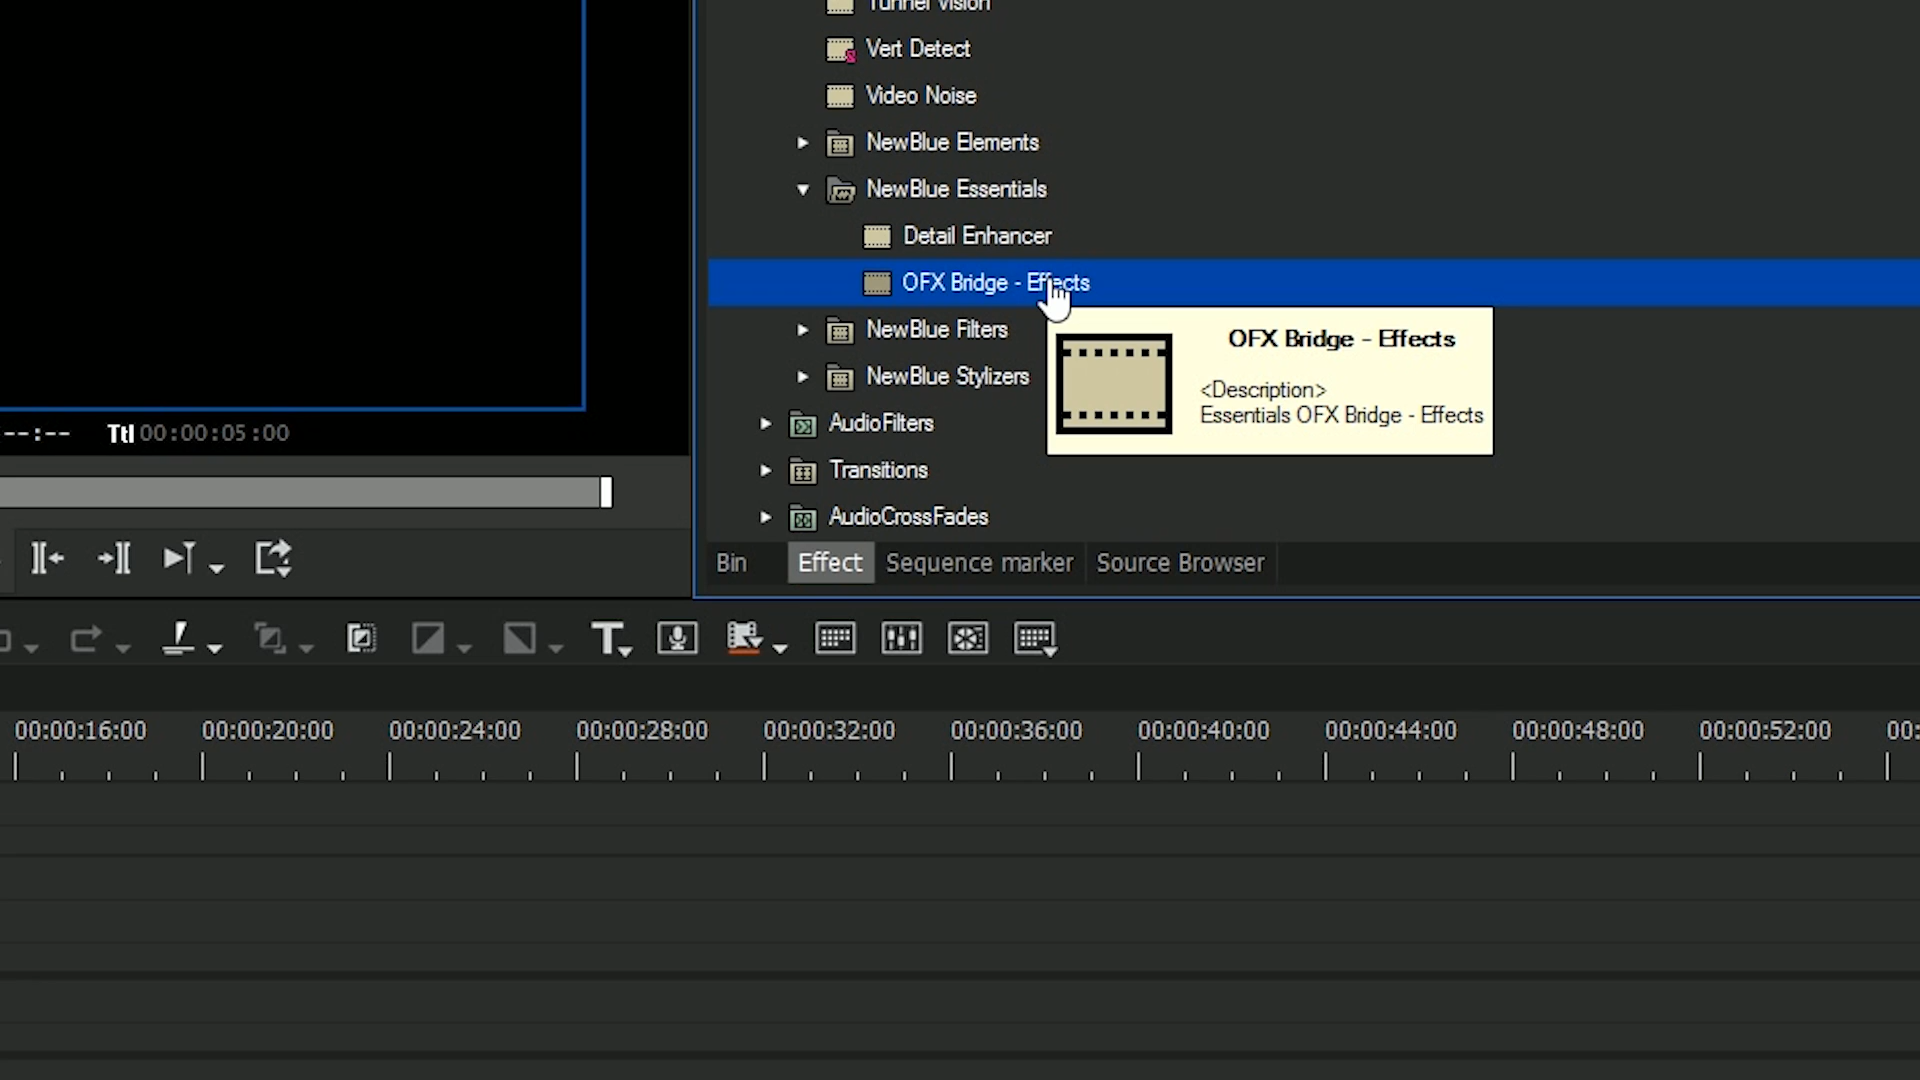 Tunnel Vision
Vert Detect
Video Noise
NewBlue Elements
NewBlue Essentials
Detail Enhancer
OFX Bridge - Effects
NewBlue Filters
NewBlue Stylizers
AudioFilters
Transitions
AudioCrossFades
OFX Bridge - Effects
<Description>
Essentials OFX Bridge - Effects
--:-- Ttl 00:00:05:00
Bin Effect Sequence marker Source Browser
00:00:16:00 00:00:20:00 00:00:24:00 00:00:28:00 00:00:32:00 00:00:36:00 00:00:40:00 00:00:44:00 00:00:48:00 00:00:52:00 00: